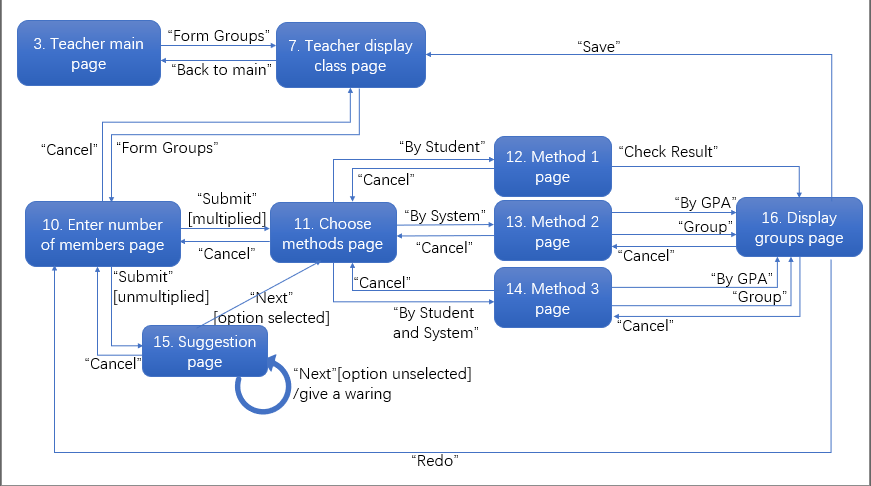 3. Teacher main
page
“Form Groups”
“Back to main”
7. Teacher display
class page
“Save”
“Cancel”
“Form Groups”
“By Student”
“Cancel”
12. Method 1
page
“Check Result”
10. Enter number
of members page
“Submit”
[multiplied]
“Cancel”
11. Choose
methods page
“By System”
“Cancel”
13. Method 2
page
“By GPA”
“Group”
“Cancel”
16. Display
groups page
“Submit”
[unmultiplied]
“Next”
[option selected]
“Cancel”
“By Student
and System”
14. Method 3
page
“By GPA”
“Group”
“Cancel”
“Cancel”
15. Suggestion
page
“Next”[option unselected]
/give a waring
“Redo”